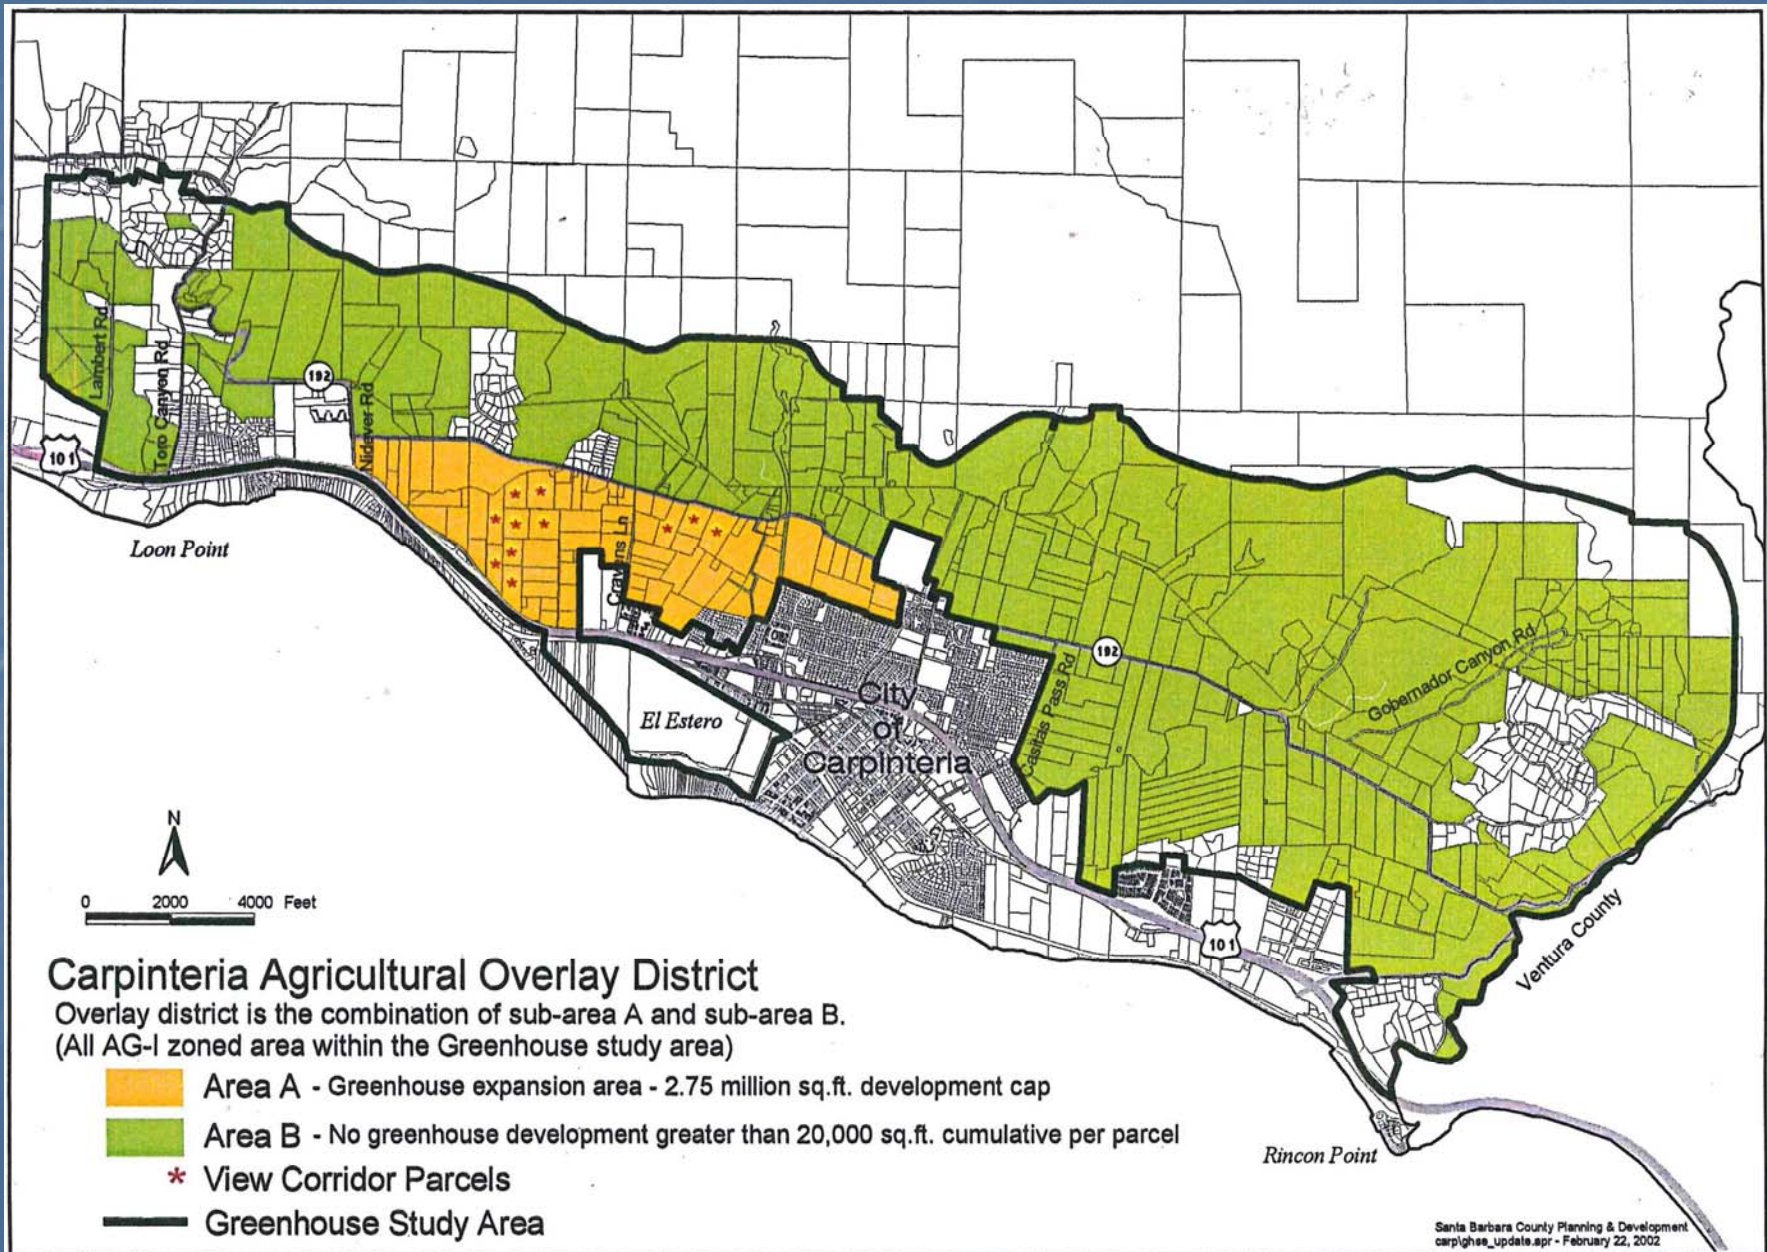 Lambert Rd
Toro Canyon Rd
192
Nidever Rd
101
Loon Point
Cravens Ln
192
Casitas Pass Rd
Gobernador Canyon Rd
El Estero
City
of
Carpinteria
101
Ventura County
Rincon Point
N
0 2000 4000 Feet
Carpinteria Agricultural Overlay District
Overlay district is the combination of sub-area A and sub-area B.
(All AG-I zoned area within the Greenhouse study area)
Area A - Greenhouse expansion area - 2.75 million sq.ft. development cap
Area B - No greenhouse development greater than 20,000 sq.ft. cumulative per parcel
* View Corridor Parcels
Greenhouse Study Area
Santa Barbara County Planning & Development
carp\ghse_update.apr - February 22, 2002